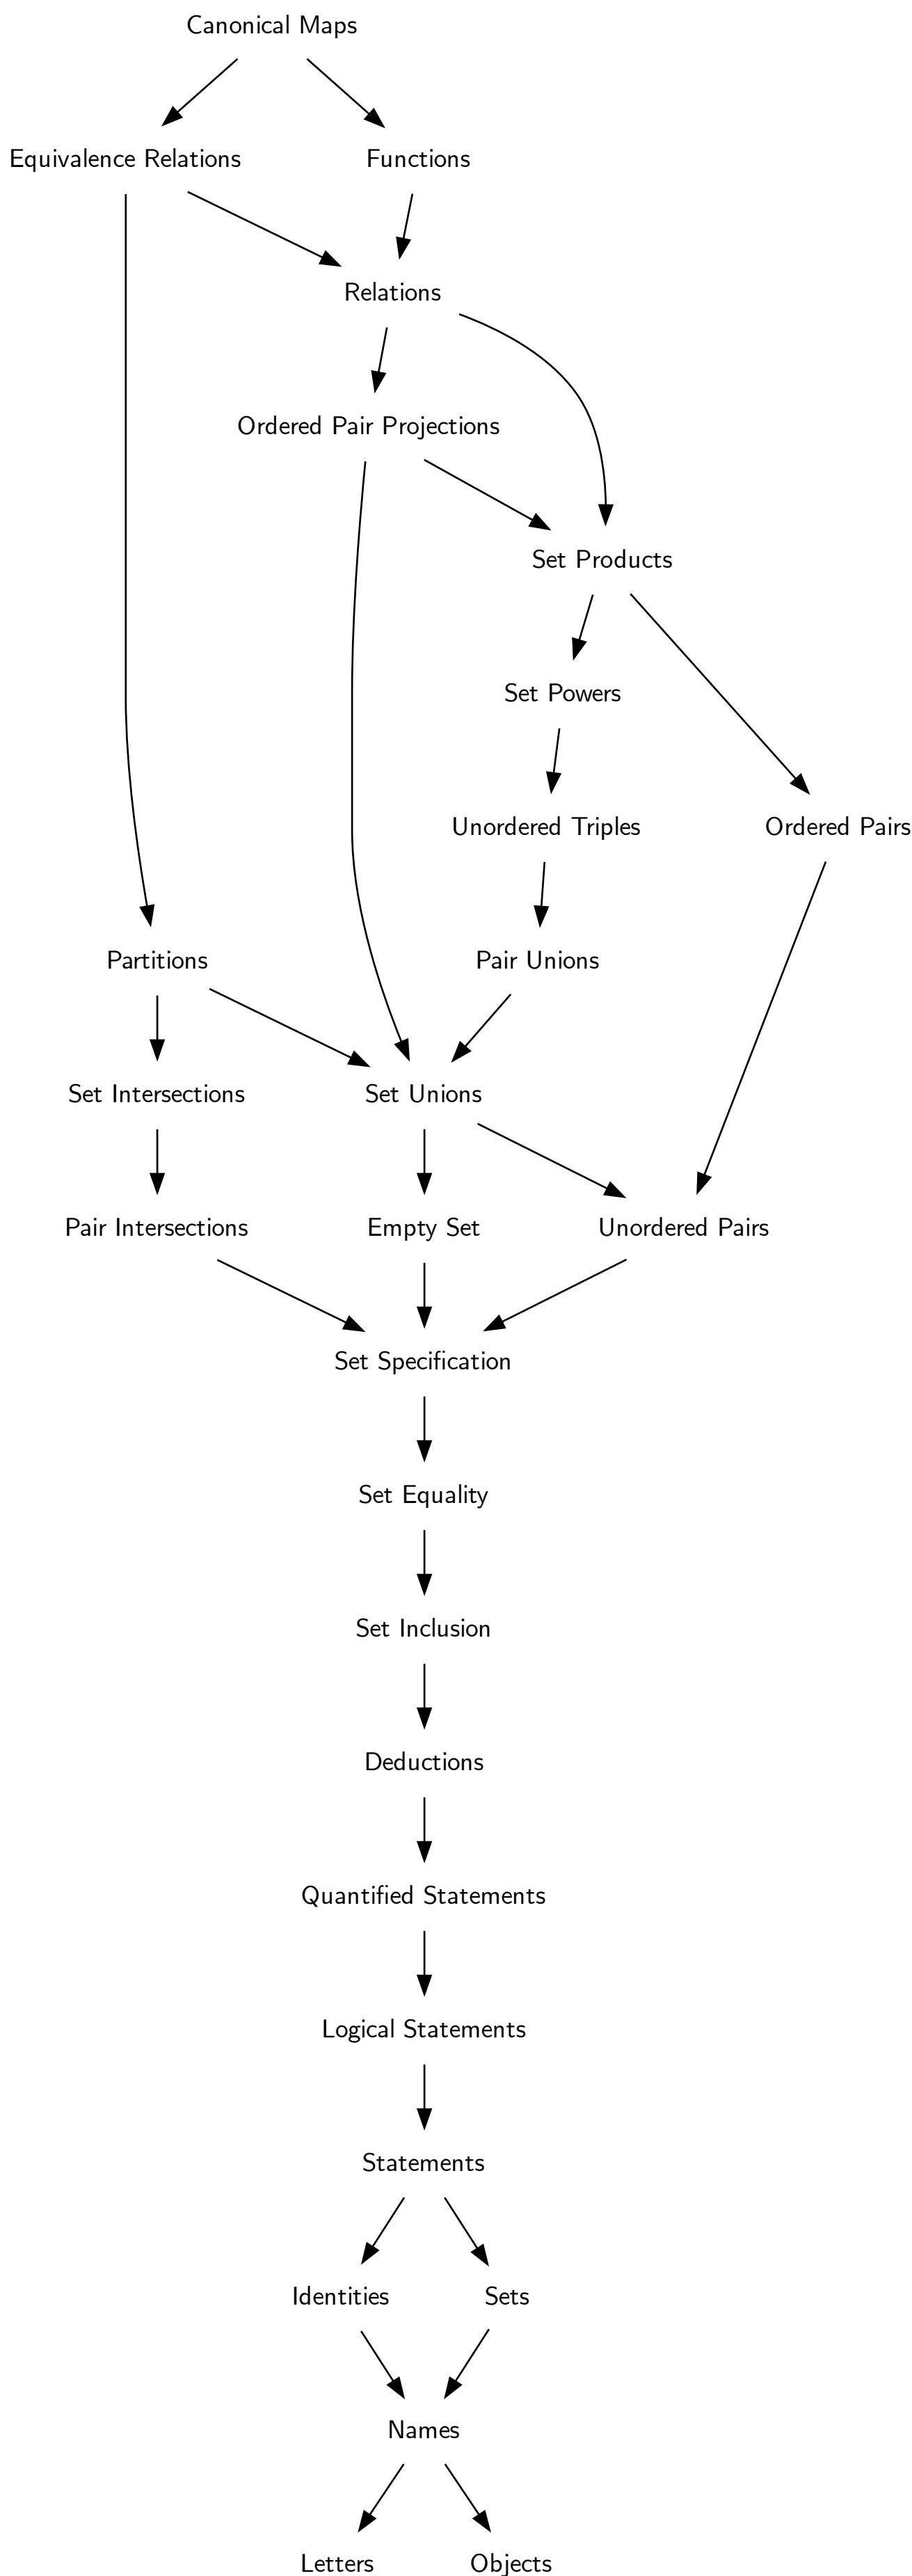 Canonical Maps
Equivalence Relations
Functions
Relations
Ordered Pair Projections
Set Products
Set Powers
Unordered Triples
Ordered Pairs
Partitions
Pair Unions
Set Intersections
Set Unions
Pair Intersections
Empty Set
Unordered Pairs
Set Specification
Set Equality
Set Inclusion
Deductions
Quantified Statements
Logical Statements
Statements
Identities
Sets
Names
Letters
Objects